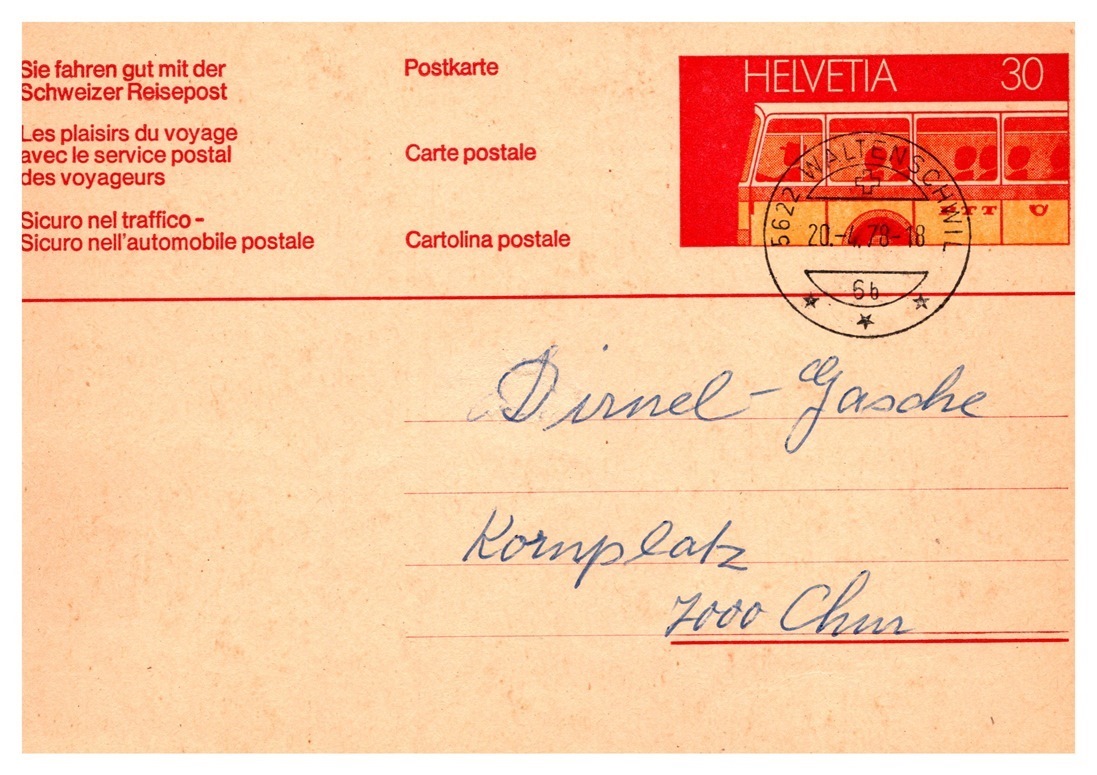 Sie fahren gut mit der
Schweizer Reisepost
Les plaisirs du voyage
avec le service postal
des voyageurs
Sicuro nel traffico -
Sicuro nell'automobile postale
Postkarte
Carte postale
Cartolina postale
HELVETIA 30
PTT
5622 WALTENSCHWIL
20.-4.78-18
6b
Dirnel - Gasche
Kornplatz
7000 Chur